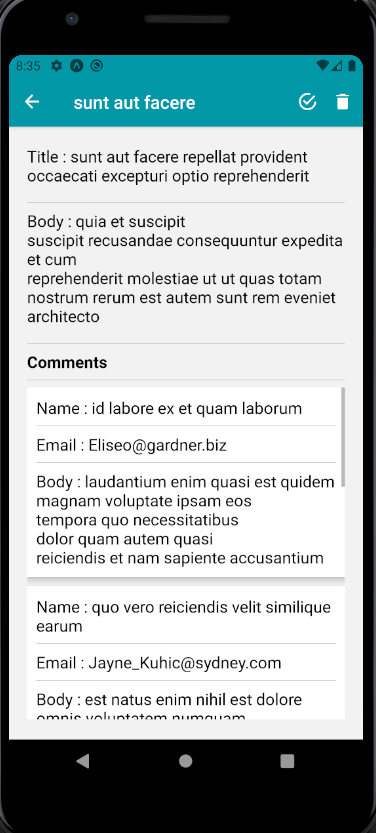 8:35
sunt aut facere
Title : sunt aut facere repellat provident
occaecati excepturi optio reprehenderit
Body : quia et suscipit
suscipit recusandae consequuntur expedita
et cum
reprehenderit molestiae ut ut quas totam
nostrum rerum est autem sunt rem eveniet
architecto
Comments
Name : id labore ex et quam laborum
Email : Eliseo@gardner.biz
Body : laudantium enim quasi est quidem
magnam voluptate ipsam eos
tempora quo necessitatibus
dolor quam autem quasi
reiciendis et nam sapiente accusantium
Name : quo vero reiciendis velit similique
earum
Email : Jayne_Kuhic@sydney.com
Body : est natus enim nihil est dolore
omnis voluptatem numquam